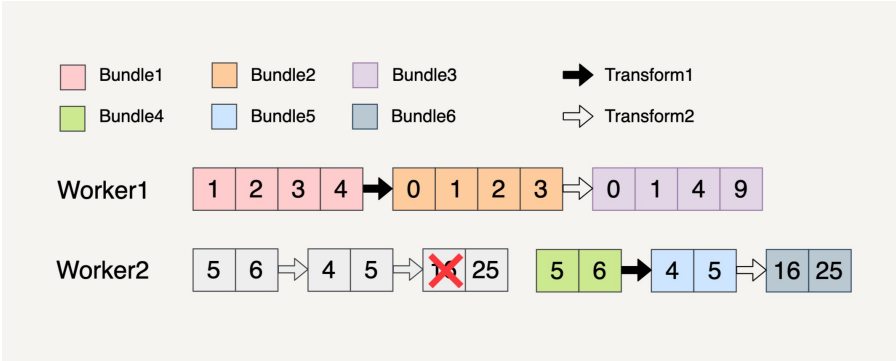 Bundle1 Bundle2 Bundle3 Transform1
Bundle4 Bundle5 Bundle6 Transform2
Worker1 1 2 3 4 0 1 2 3 0 1 4 9
Worker2 5 6 4 5 25 5 6 4 5 16 25